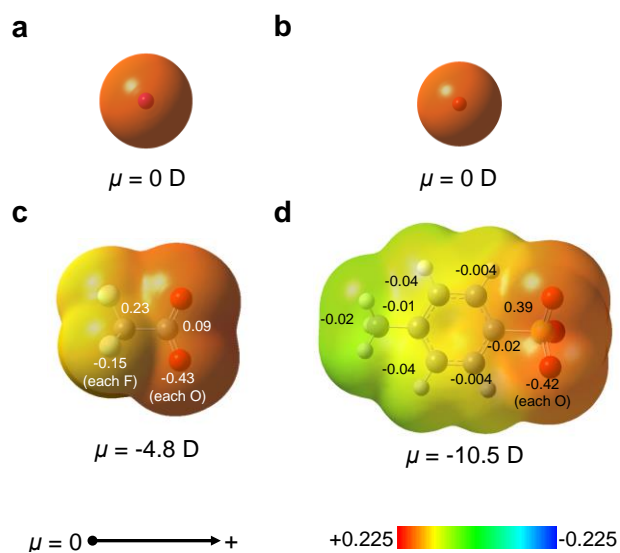 a
b
μ = 0 D
μ = 0 D
c
d
0.23
0.09
-0.15
(each F)
-0.43
(each O)
μ = -4.8 D
-0.04
-0.004
-0.01
0.39
-0.02
-0.02
-0.04
-0.004
-0.42
(each O)
μ = -10.5 D
μ = 0 +
+0.225 -0.225